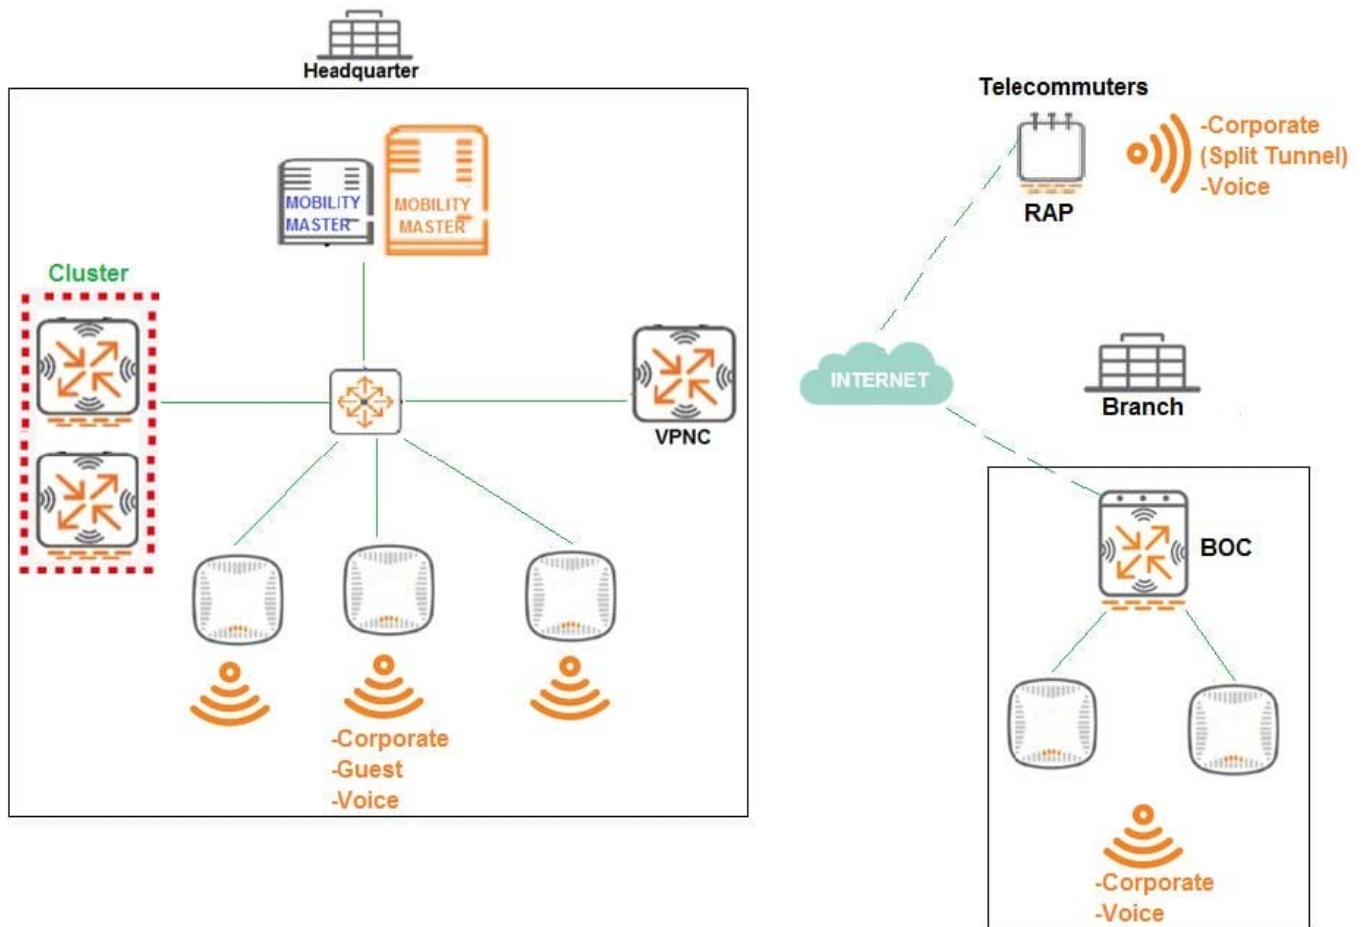 Headquarter
MOBILITY
MASTER
MOBILITY
MASTER
Cluster
VPNC
-Corporate
-Guest
-Voice
Telecommuters
-Corporate
(Split Tunnel)
-Voice
RAP
INTERNET
Branch
BOC
-Corporate
-Voice